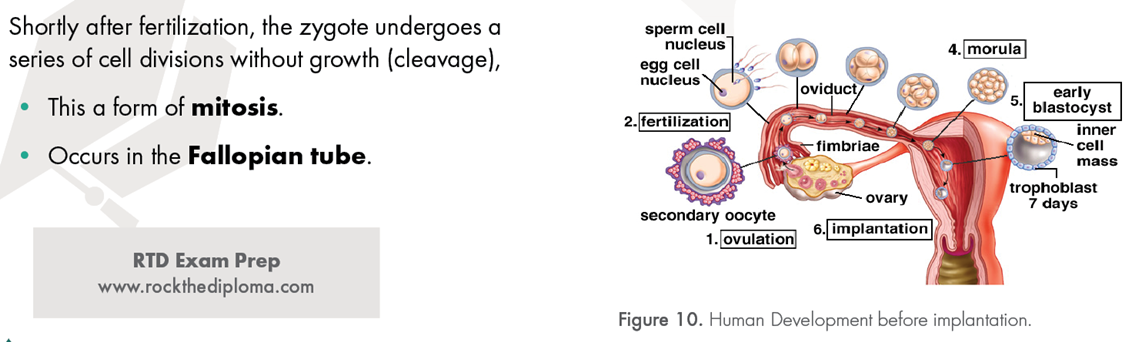 Shortly after fertilization, the zygote undergoes a
series of cell divisions without growth (cleavage),
• This a form of mitosis.
• Occurs in the Fallopian tube.
RTD Exam Prep
www.rockthediploma.com
sperm cell
nucleus
egg cell
nucleus
2. fertilization
oviduct
fimbriae
4. morula
5. early
blastocyst
inner
cell
mass
trophoblast
7 days
secondary oocyte
1. ovulation
ovary
6. implantation
Figure 10. Human Development before implantation.